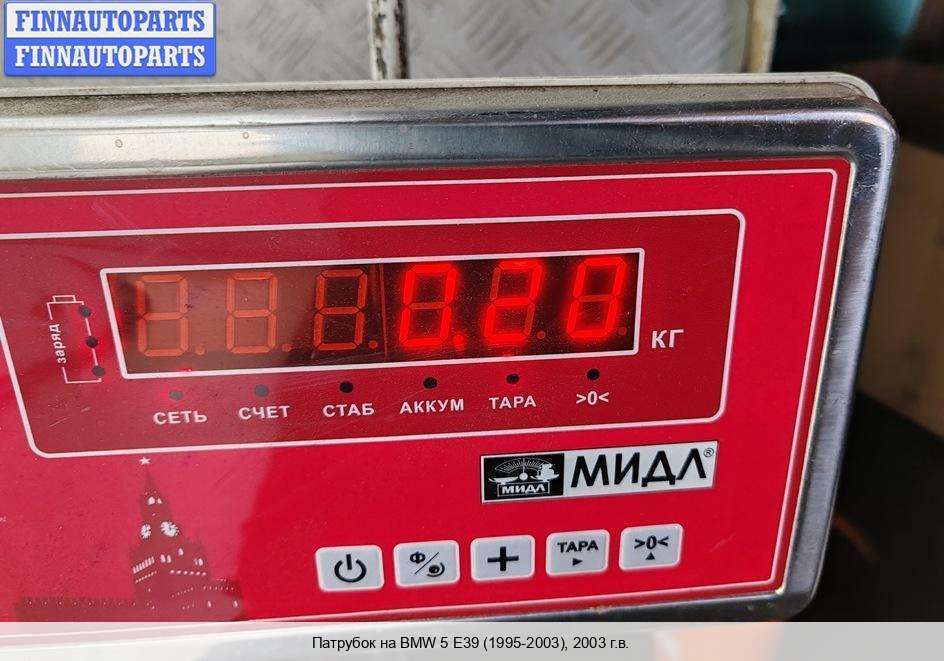 FINNAUTOPARTS
FINNAUTOPARTS
0.20
КГ
заряд
СЕТЬ СЧЕТ СТАБ АККУМ ТАРА >0<
МИДЛ МИДЛ®
Ф/ + ТАРА >0<
Патрубок на BMW 5 E39 (1995-2003), 2003 г.в.